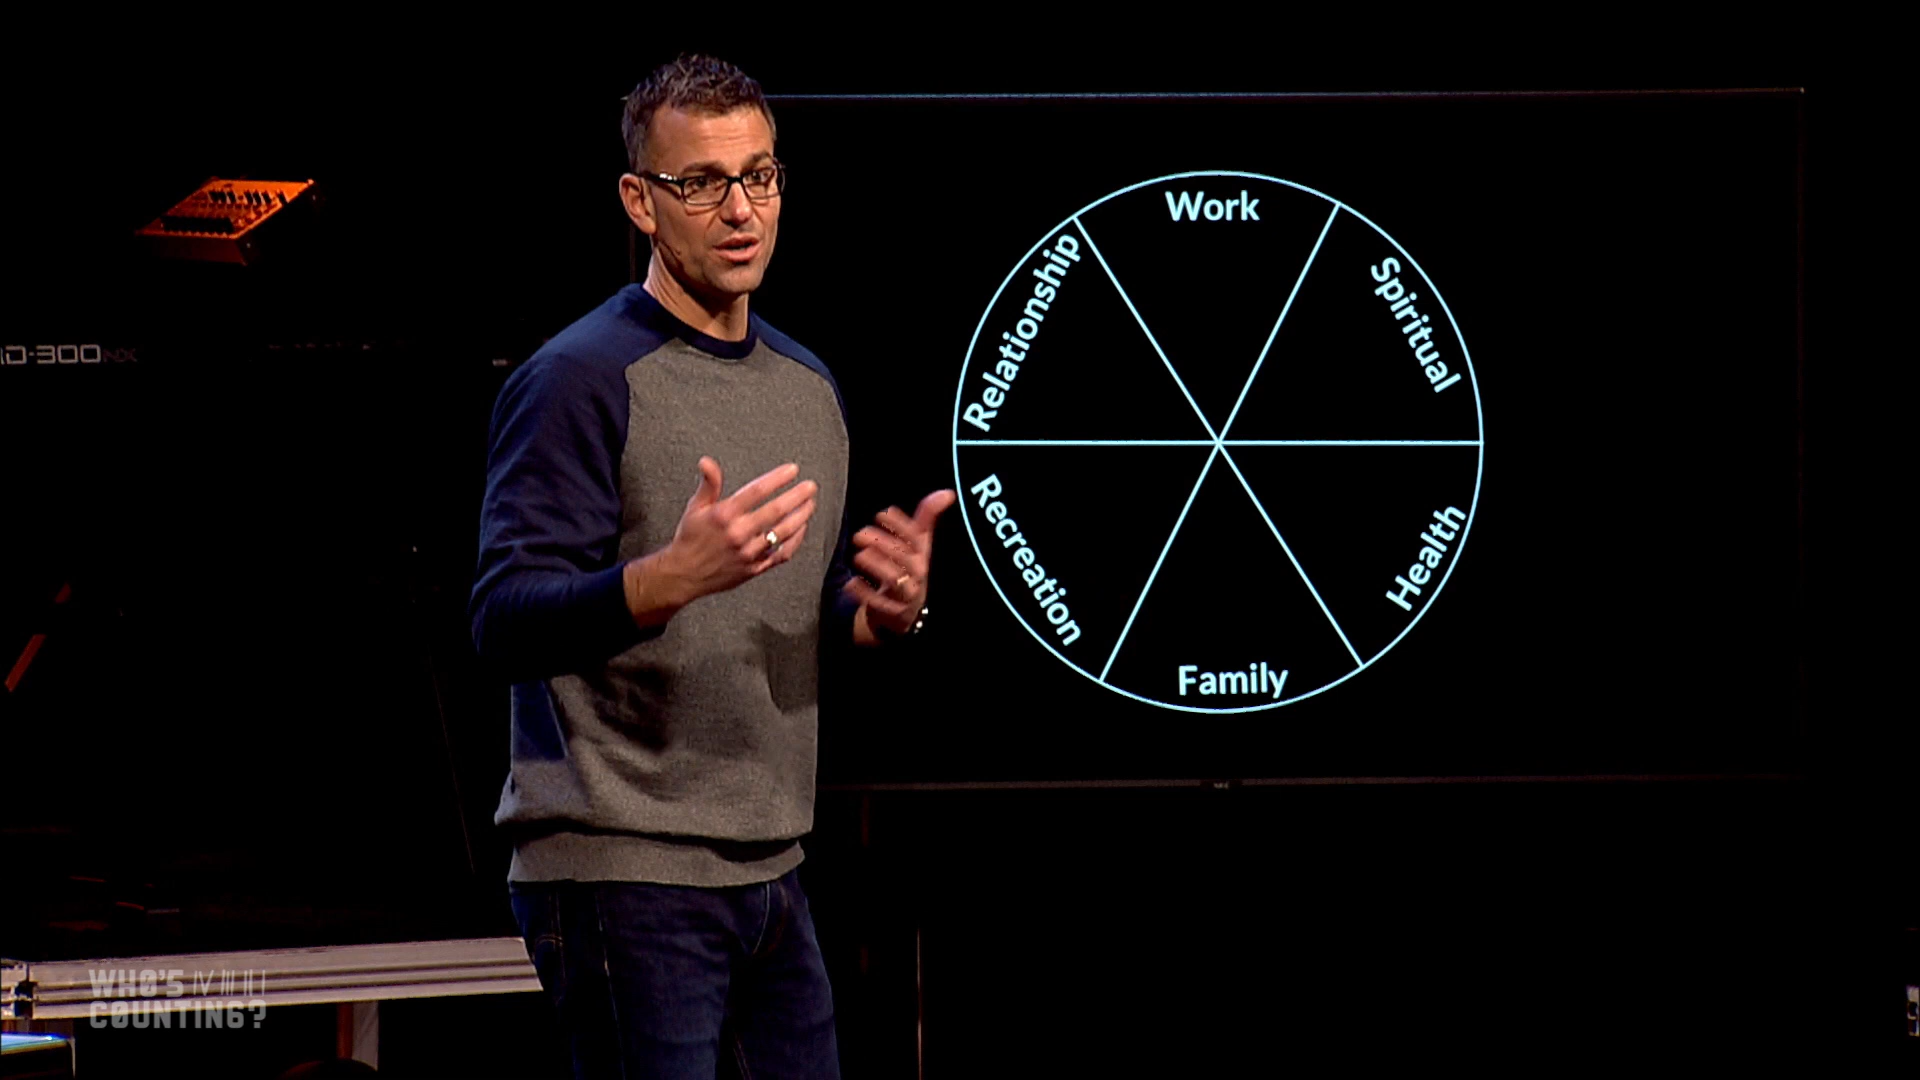 Work
Spiritual
Relationship
Recreation
Health
Family
WHO'S
COUNTING?